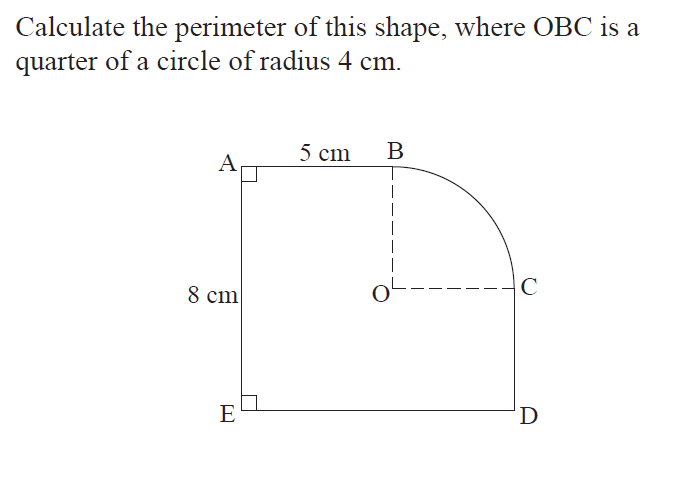 Calculate the perimeter of this shape, where OBC is a
quarter of a circle of radius 4 cm.
5 cm B
A
8 cm
O
C
E
D